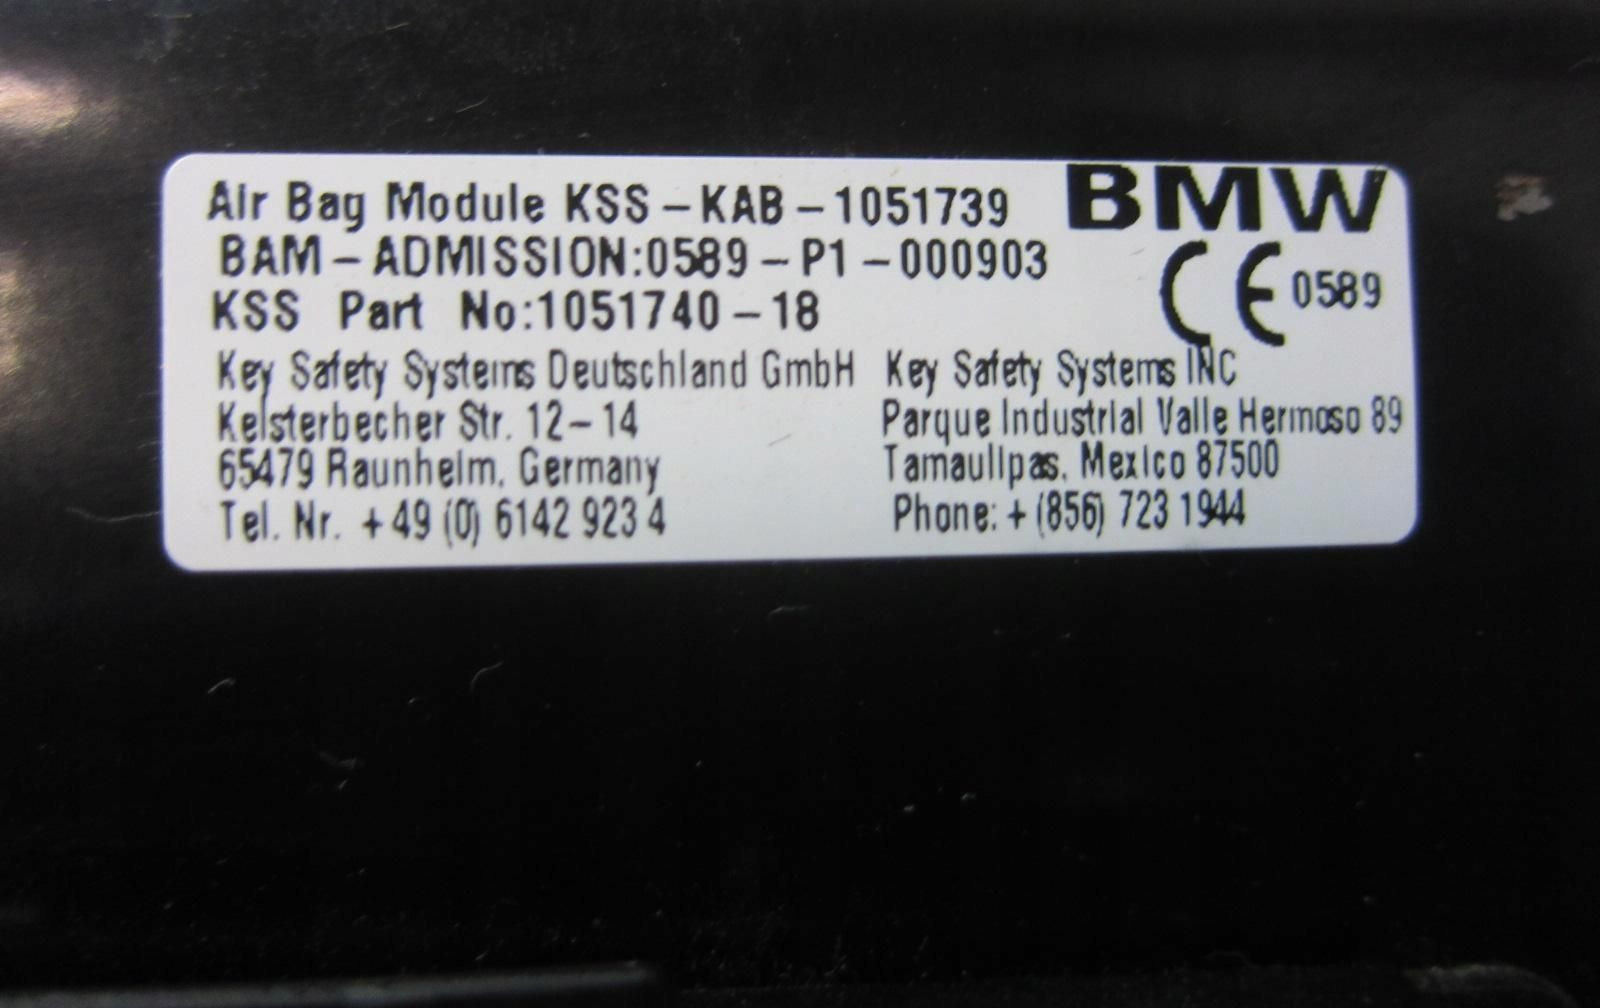 Air Bag Module KSS-KAB-1051739 BMW
BAM-ADMISSION:0589-P1-000903
CE 0589
KSS Part No:1051740-18
Key Safety Systems Deutschland GmbH
Kelsterbecher Str. 12-14
65479 Raunheim, Germany
Tel. Nr. +49 (0) 6142 923 4
Key Safety Systems INC
Parque Industrial Valle Hermoso 89
Tamaulipas, Mexico 87500
Phone: + (856) 723 1944